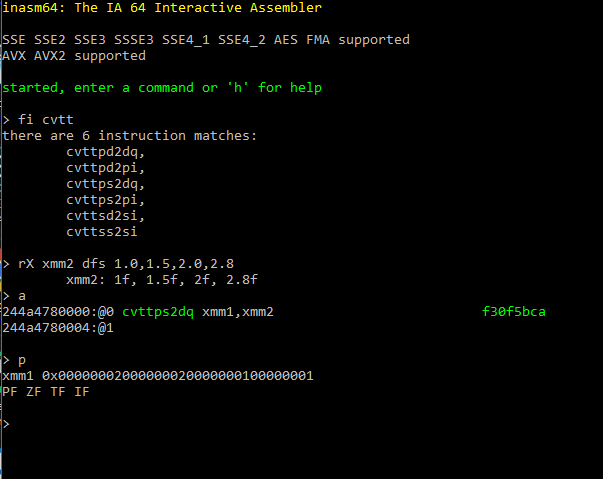 inasm64: The IA 64 Interactive Assembler
SSE SSE2 SSE3 SSSE3 SSE4_1 SSE4_2 AES FMA supported
AVX AVX2 supported
started, enter a command or 'h' for help
> fi cvtt
there are 6 instruction matches:
cvttpd2dq,
cvttpd2pi,
cvttps2dq,
cvttps2pi,
cvttsd2si,
cvttss2si
> rX xmm2 dfs 1.0,1.5,2.0,2.8
xmm2: 1f, 1.5f, 2f, 2.8f
> a
244a4780000:@0 cvttps2dq xmm1,xmm2 f30f5bca
244a4780004:@1
> p
xmm1 0x00000002000000020000000100000001
PF ZF TF IF
>